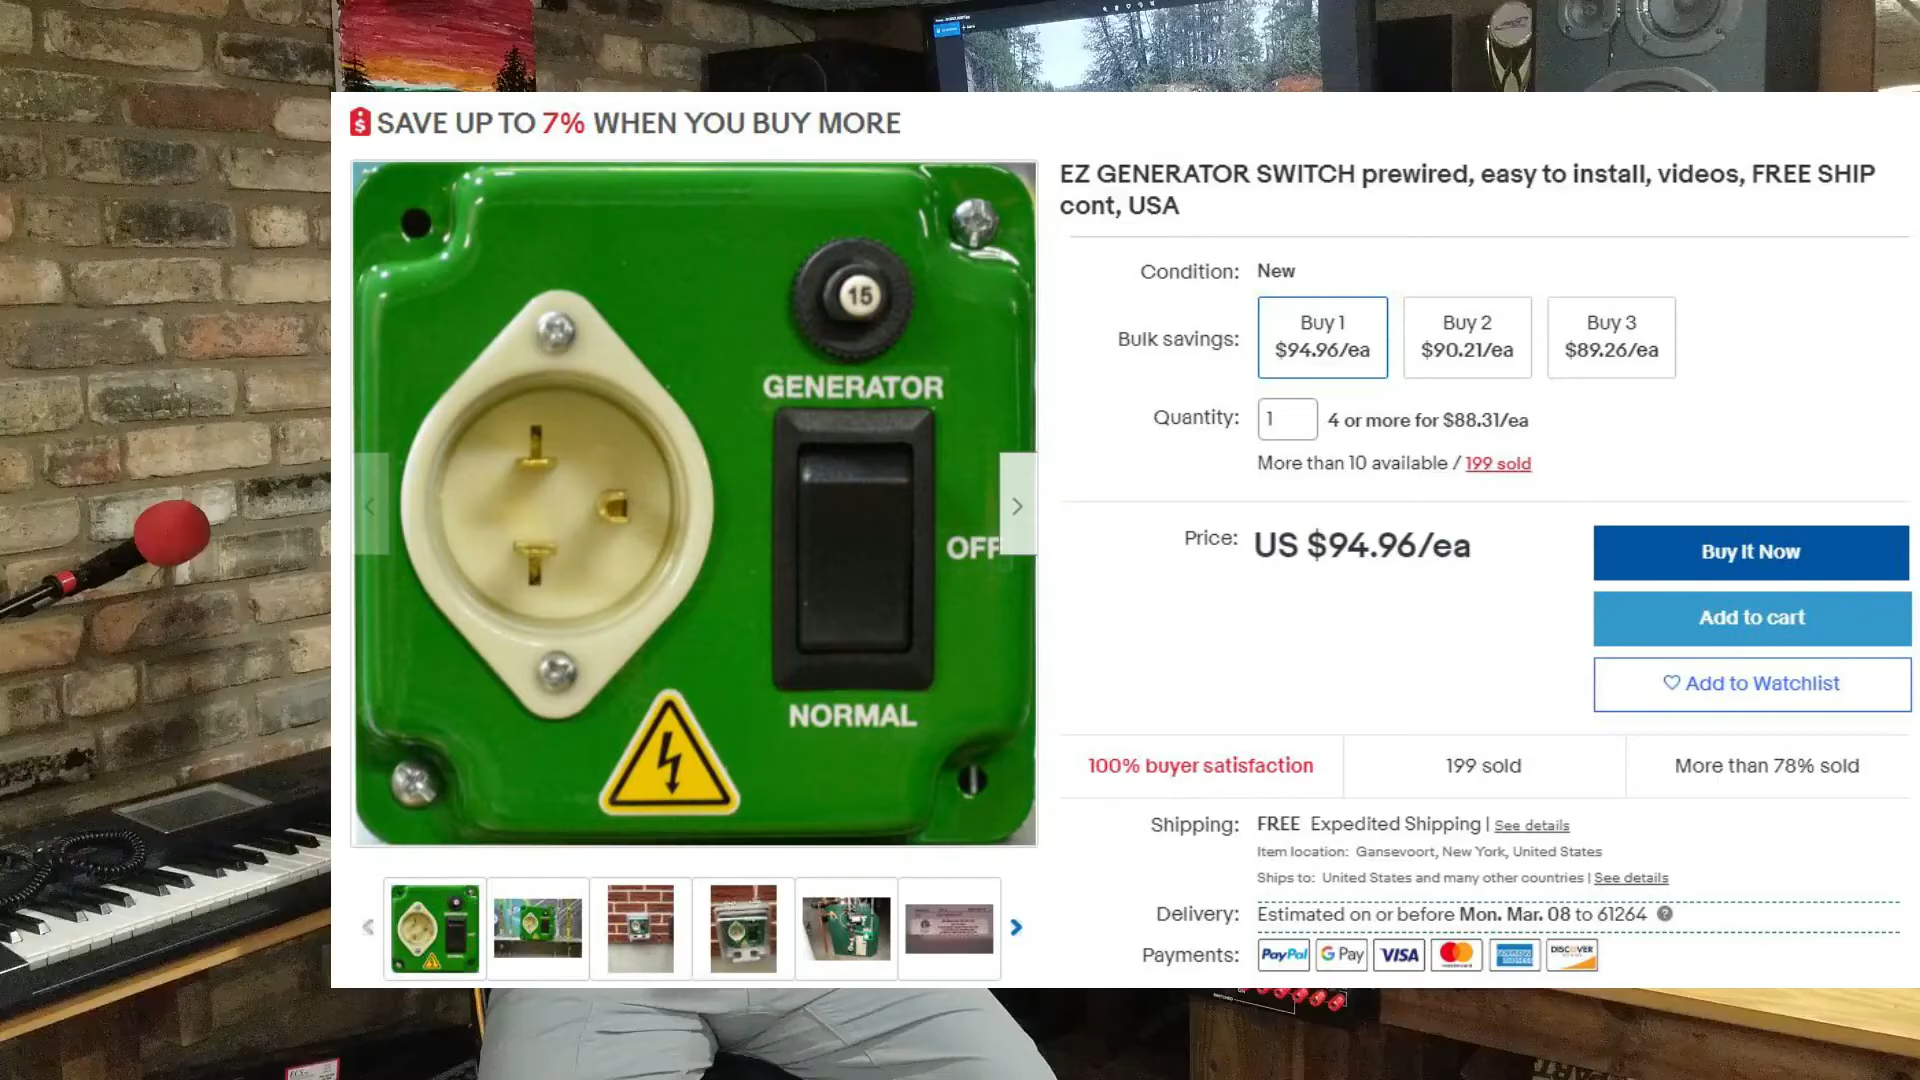 SAVE UP TO 7% WHEN YOU BUY MORE
15
GENERATOR
OFF
NORMAL
EZ GENERATOR SWITCH prewired, easy to install, videos, FREE SHIP
cont, USA
Condition: New
Bulk savings:
Buy 1
$94.96/ea
Buy 2
$90.21/ea
Buy 3
$89.26/ea
Quantity: 1 4 or more for $88.31/ea
More than 10 available / 199 sold
Price: US $94.96/ea
Buy It Now
Add to cart
Add to Watchlist
100% buyer satisfaction
199 sold
More than 78% sold
Shipping: FREE Expedited Shipping | See details
Item location: Gansevoort, New York, United States
Ships to: United States and many other countries | See details
Delivery: Estimated on or before Mon. Mar. 08 to 61264
Payments: PayPal G Pay VISA mastercard AMERICAN EXPRESS DISCOVER